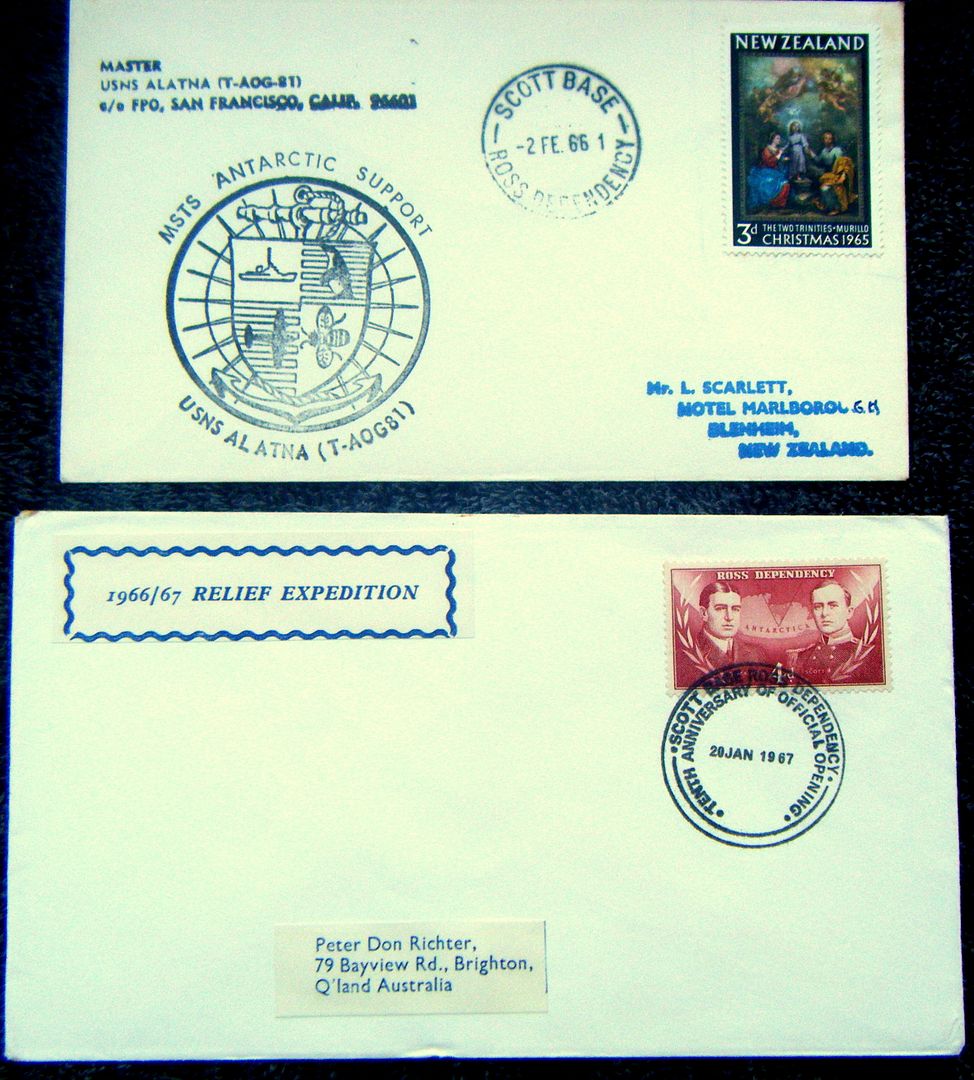 MASTER
USNS ALATNA (T-AOG-81)
c/o FPO, SAN FRANCISCO, CALIF. 96601
MSTS ANTARCTIC SUPPORT
USNS ALATNA (T-AOG81)
SCOTT BASE
-2 FE. 66 1
ROSS DEPENDENCY
NEW ZEALAND
3d THE TWO TRINITIES • MURILLO
CHRISTMAS 1965
Mr. L. SCARLETT,
HOTEL MARLBOROUGH
BLENHEIM,
NEW ZEALAND.
1966/67 RELIEF EXPEDITION
ROSS DEPENDENCY
ANTARCTICA
SCOTT
SCOTT BASE ROSS DEPENDENCY
TENTH ANNIVERSARY OF OFFICIAL OPENING
20 JAN 1967
Peter Don Richter,
79 Bayview Rd., Brighton,
Q'land Australia